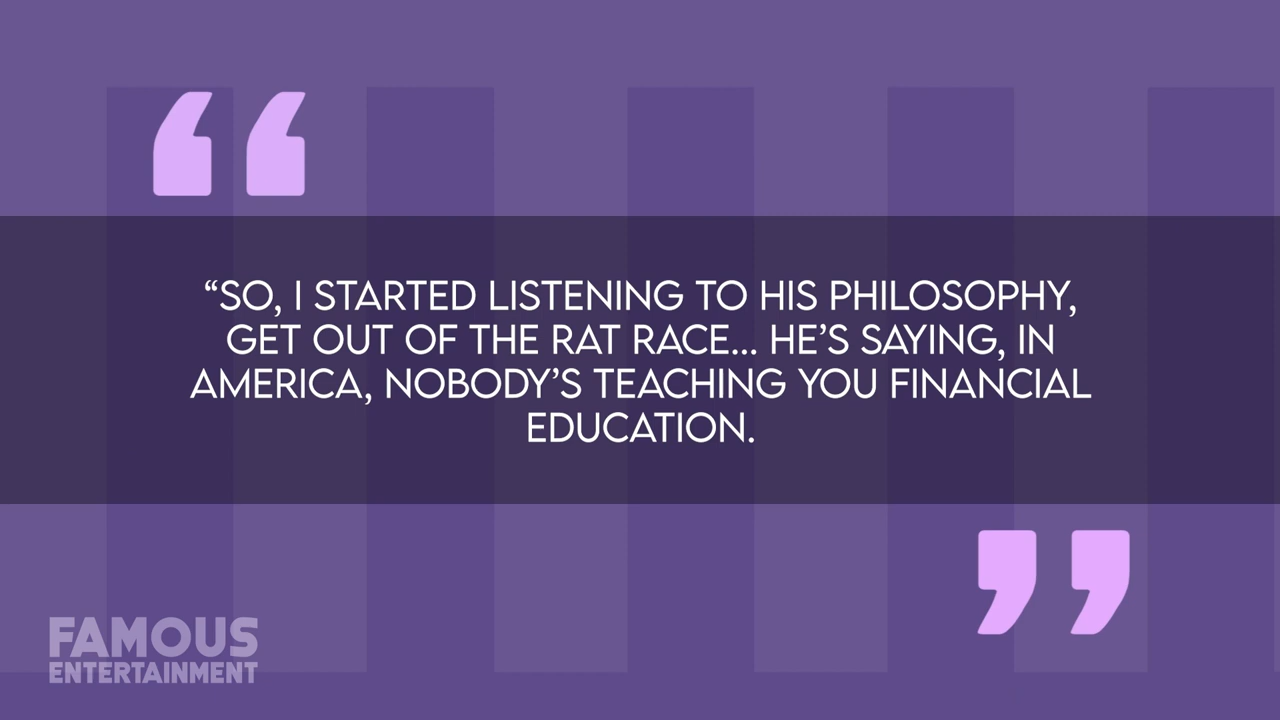 “SO, I STARTED LISTENING TO HIS PHILOSOPHY,
GET OUT OF THE RAT RACE... HE’S SAYING, IN
AMERICA, NOBODY’S TEACHING YOU FINANCIAL
EDUCATION.
FAMOUS
ENTERTAINMENT